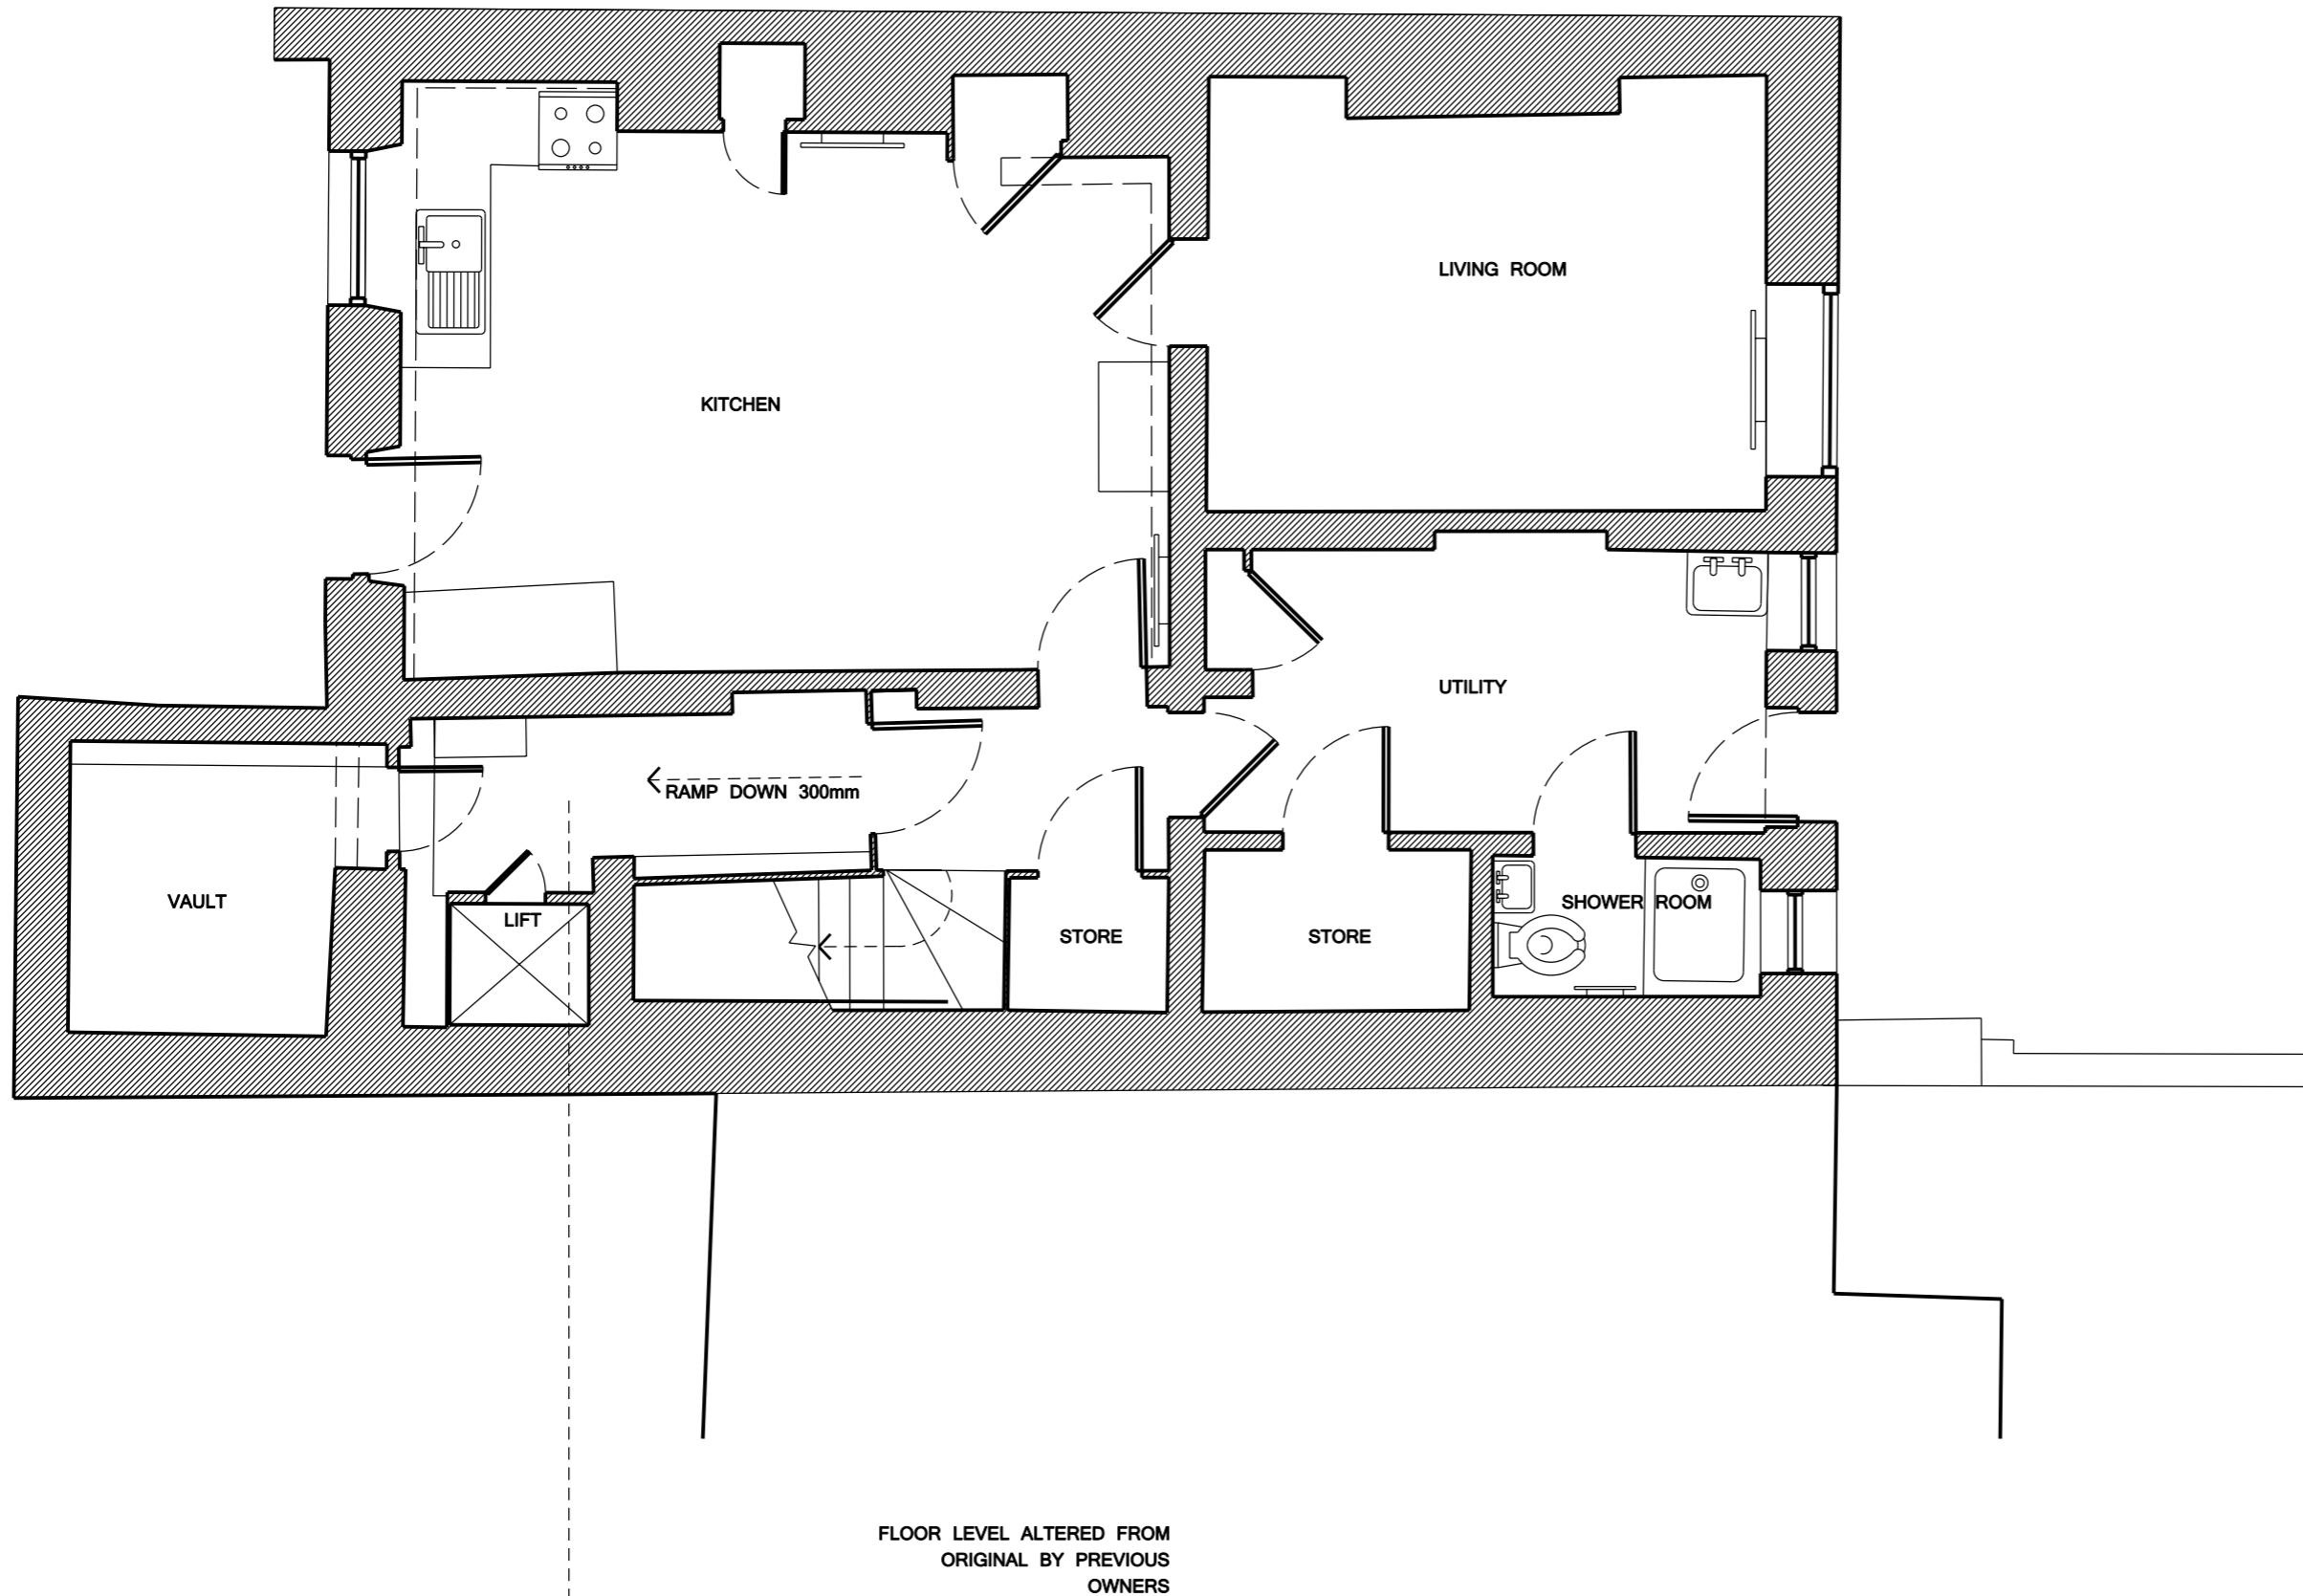 LIVING ROOM
KITCHEN
UTILITY
RAMP DOWN 300mm
VAULT
LIFT
SHOWER ROOM
STORE
STORE
FLOOR LEVEL ALTERED FROM
ORIGINAL BY PREVIOUS
OWNERS